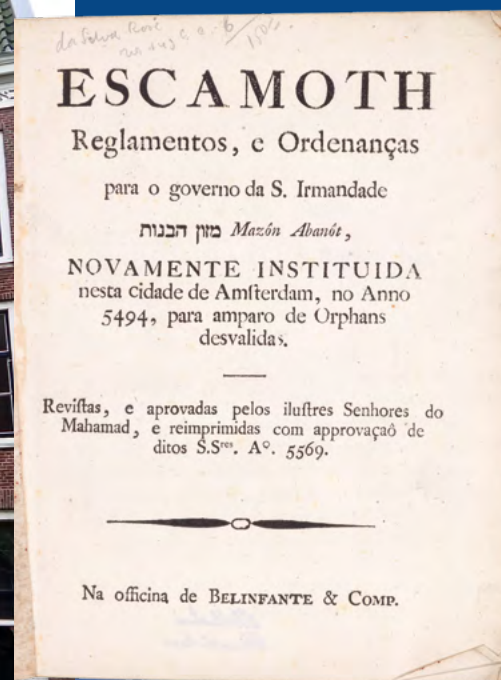 ESCAMOTH
Reglamentos, e Ordenanças
para o governo da S. Irmandade
מזון הבנות Mazón Abanót,
NOVAMENTE INSTITUIDA
nesta cidade de Amſterdam, no Anno
5494, para amparo de Orphans
desvalidas.
Reviſtas, e aprovadas pelos iluſtres Senhores do
Mahamad, e reimprimidas com approvaçaõ de
ditos S.Sres. Aº. 5569.
Na officina de BELINFANTE & COMP.